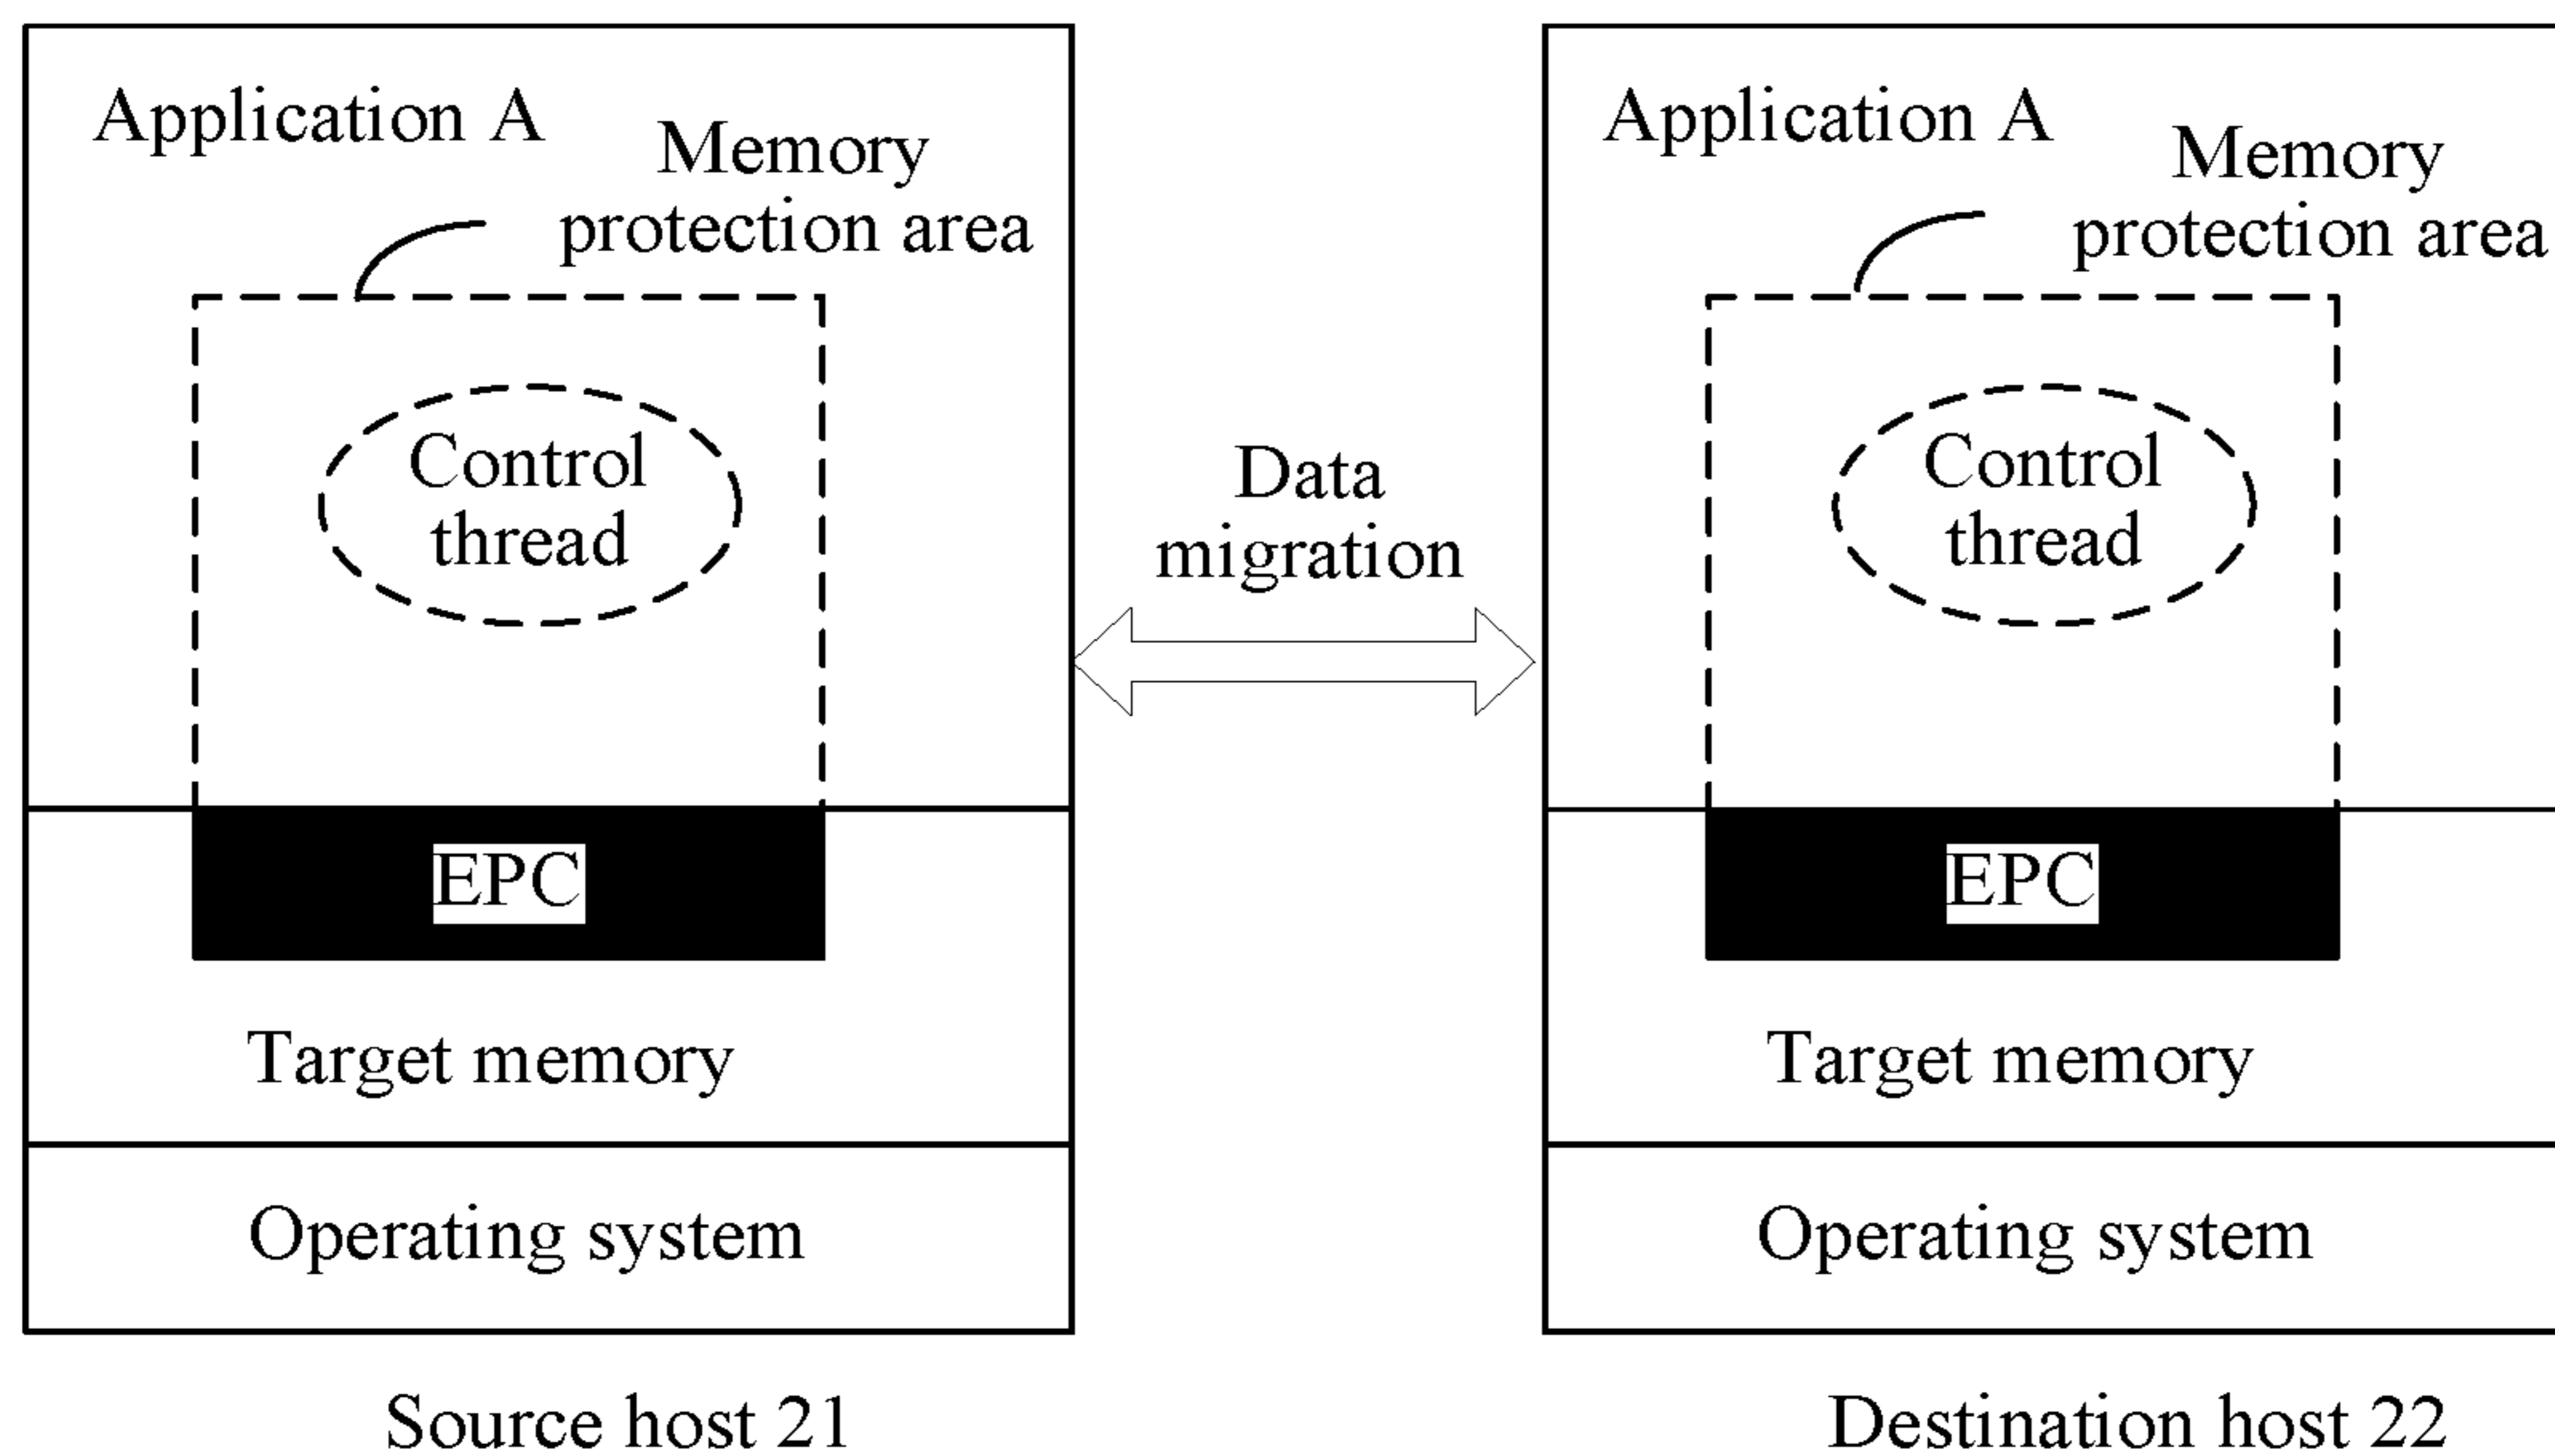 Application A
Memory
protection area
Control
thread
EPC
Target memory
Operating system
Source host 21
Data
migration
Application A
Memory
protection area
Control
thread
EPC
Target memory
Operating system
Destination host 22